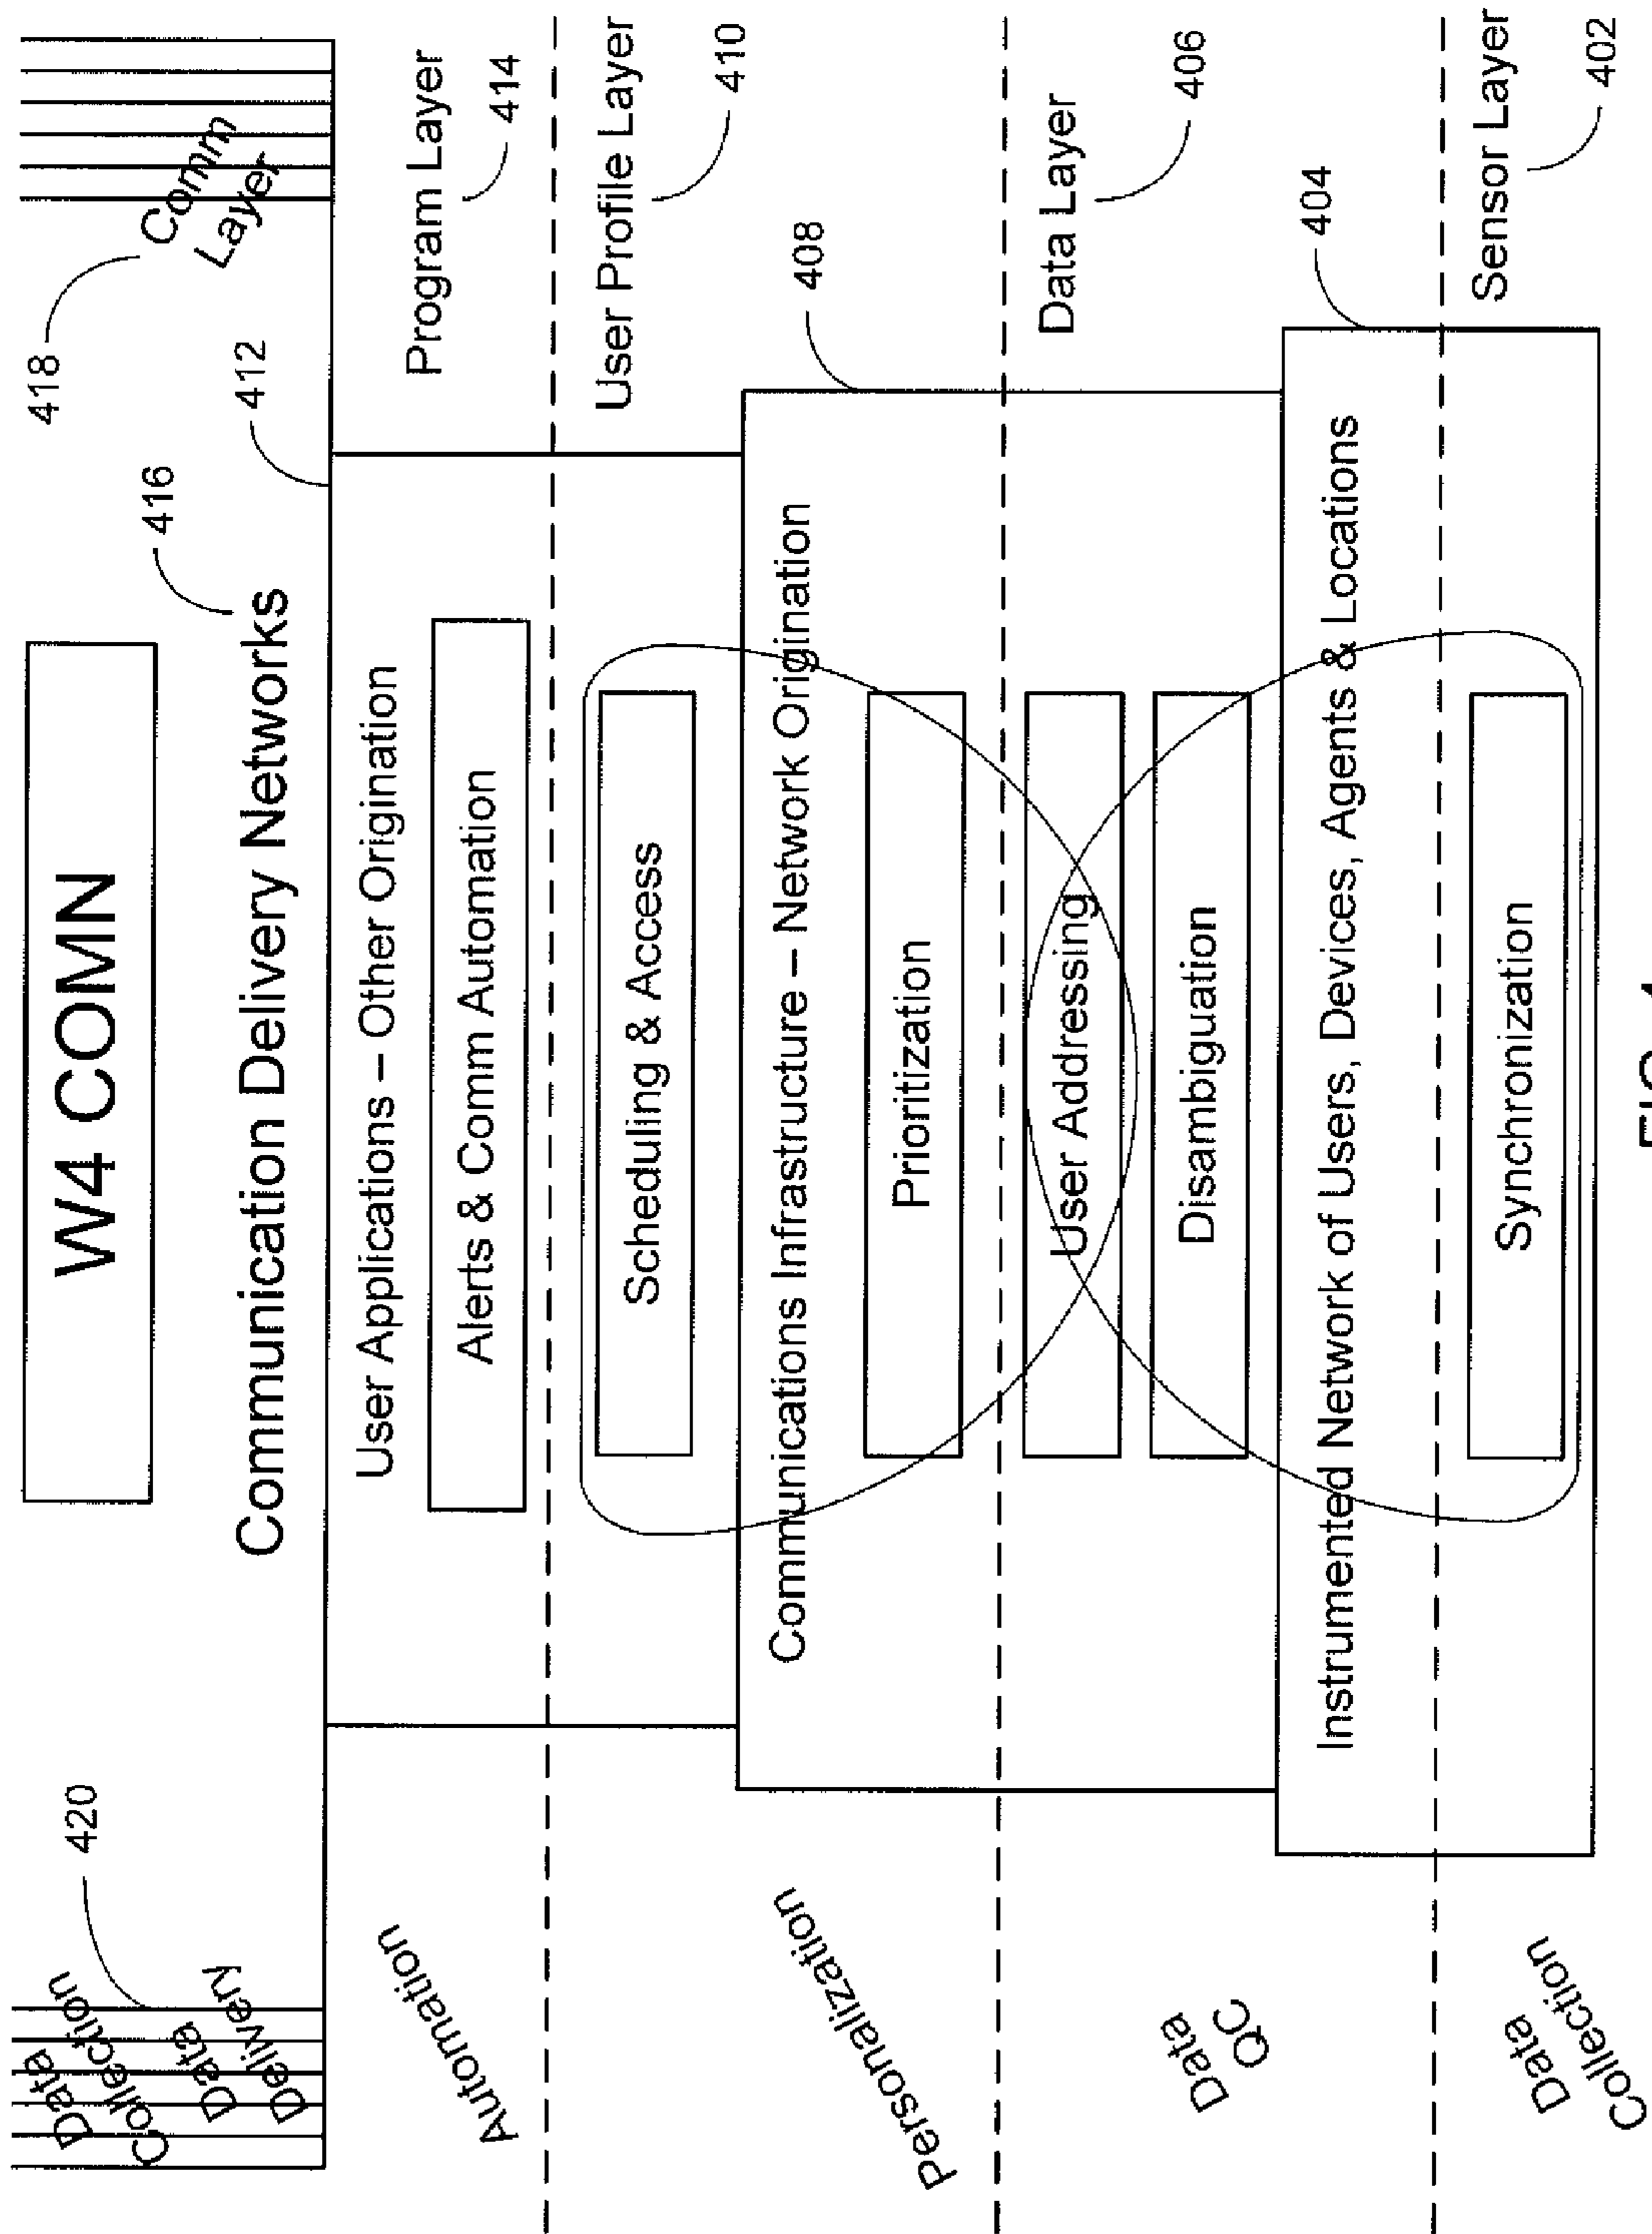 W4 COMN
418
Comm
Layer
420
Data
Collection
Data
Delivery
416
Communication Delivery Networks
412
User Applications – Other Origination
Program Layer
414
Automation
Alerts & Comm Automation
User Profile Layer
410
Scheduling & Access
408
Communications Infrastructure – Network Origination
Personalization
Prioritization
Data Layer
406
User Addressing
Data
QC
Disambiguation
404
Instrumented Network of Users, Devices, Agents & Locations
Sensor Layer
402
Data
Collection
Synchronization